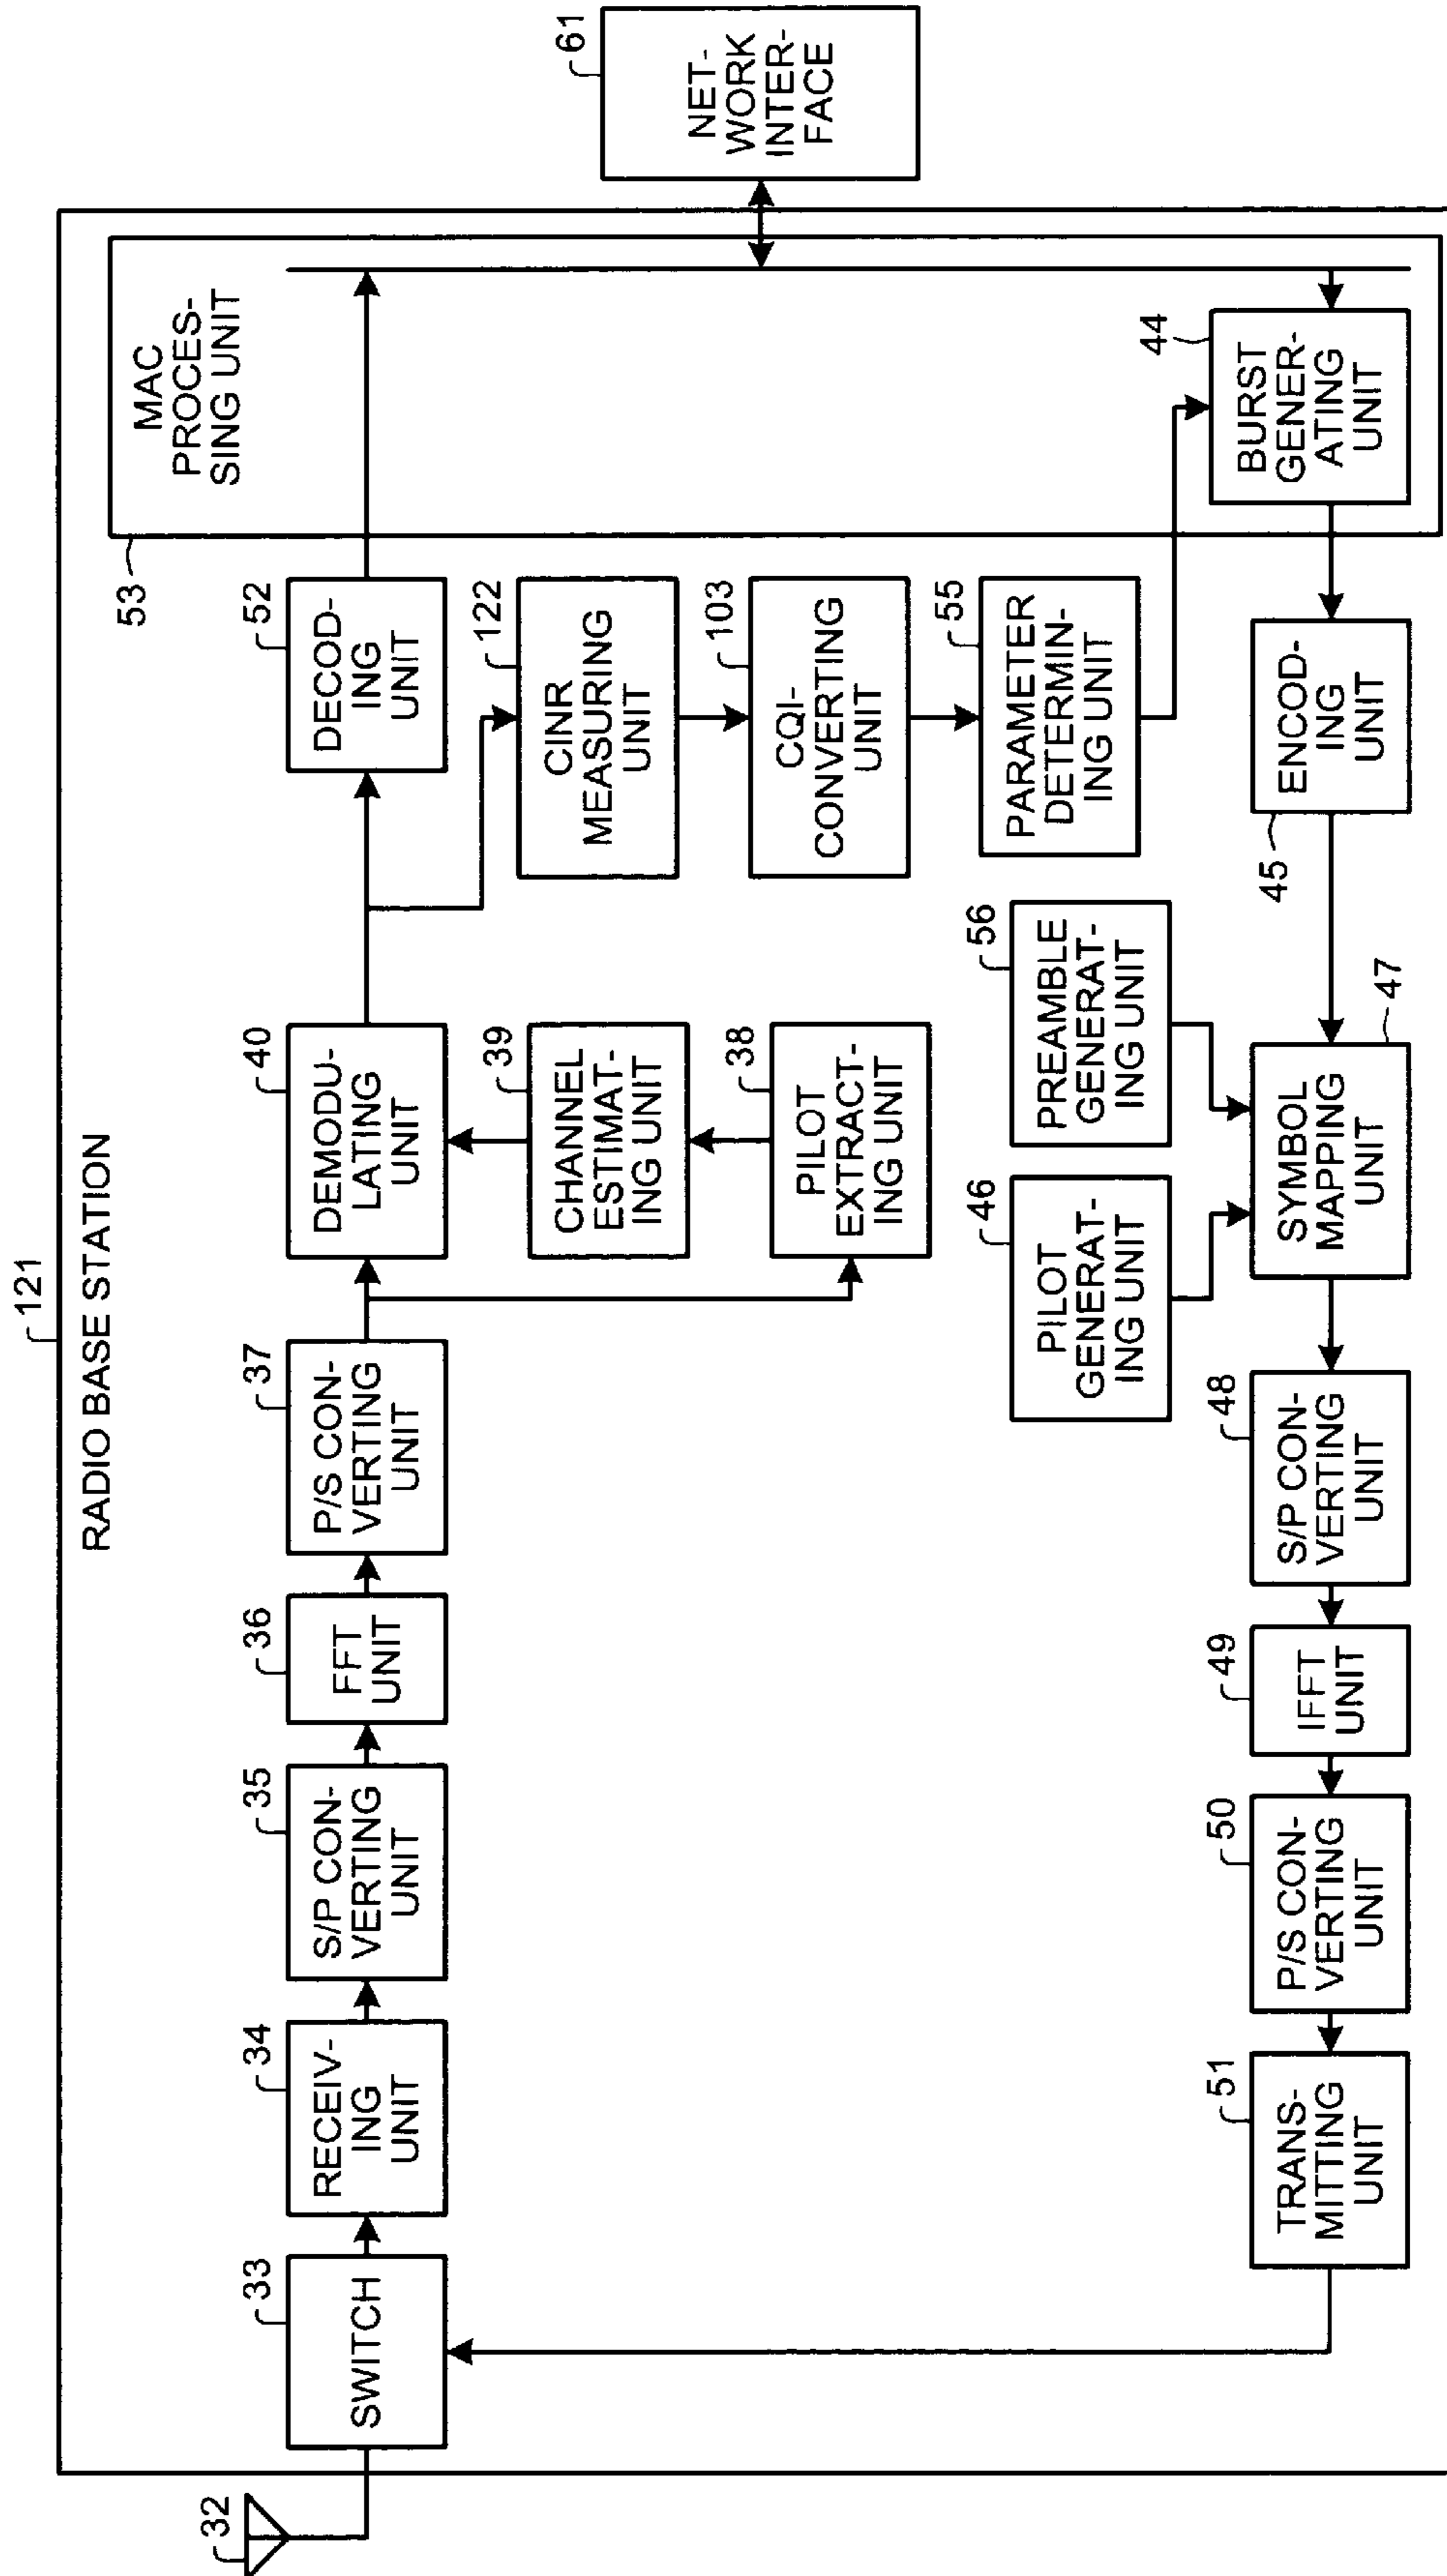 121
RADIO BASE STATION
32
33
SWITCH
34
RECEIV-
ING
UNIT
35
S/P CON-
VERTING
UNIT
36
FFT
UNIT
37
P/S CON-
VERTING
UNIT
40
DEMODU-
LATING
UNIT
52
DECOD-
ING
UNIT
53
MAC
PROCES-
SING UNIT
61
NET-
WORK
INTER-
FACE
39
CHANNEL
ESTIMAT-
ING UNIT
38
PILOT
EXTRACT-
ING UNIT
122
CINR
MEASURING
UNIT
103
CQI-
CONVERTING
UNIT
55
PARAMETER
DETERMIN-
ING UNIT
46
PILOT
GENERAT-
ING UNIT
56
PREAMBLE
GENERAT-
ING UNIT
51
TRANS-
MITTING
UNIT
50
P/S CON-
VERTING
UNIT
49
IFFT
UNIT
48
S/P CON-
VERTING
UNIT
47
SYMBOL
MAPPING
UNIT
45
ENCOD-
ING
UNIT
44
BURST
GENER-
ATING
UNIT